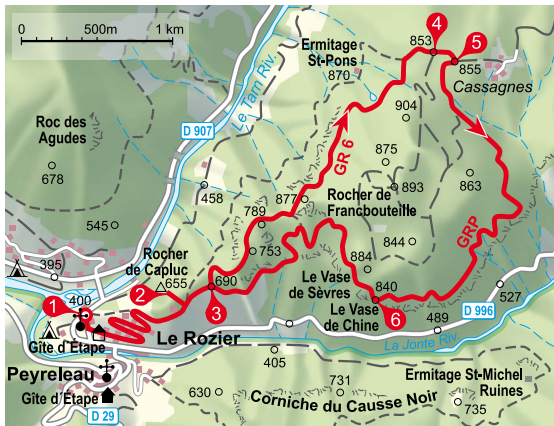 0
500m
1 km
4
853
5
855
Cassagnes
Ermitage
St-Pons
870
Le Tarn Riv.
D 907
904
Roc des
Agudes
678
GR 6
875
893
863
458
877
Rocher de
Francbouteille
545
789
844
GRP
753
Rocher
de Capluc
655
884
395
2
690
Le Vase
de Sèvres
840
527
1
400
3
Le Vase
de Chine
6
D 996
Gîte d'Étape
Le Rozier
489
La Jonte Riv.
405
Peyreleau
Gîte d'Étape
Ermitage St-Michel
Ruines
630
731
Corniche du Causse Noir
735
D 29